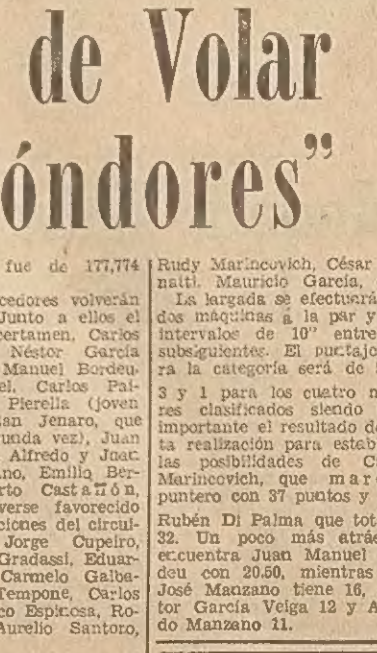 de Volar
óndores"
fue de 177,774
cedores volverán
Junto a ellos el
certamen, Carlos
Néstor García
Manuel Bordeu-
el, Carlos Pai-
Pierella (joven
an Jenaro, que
unda vez), Juan
Alfredo y Juan
no, Emilio Ber-
rto Castañón,
verse favorecido
ciones del circui-
Jorge Cupeiro,
Gradassi, Eduar-
Carmelo Galba-
Tempone, Carlos
co Espinosa, Ro-
Aurelio Santoro,
Rudy Marincovich, César
natti, Mauricio García,
La largada se efectuará
dos máquinas a la par y
intervalos de 10" entre
subsiguientes. El puntaje
ra la categoría será de
3 y 1 para los cuatro
res clasificados siendo
importante el resultado de
ta realización para estab
las posibilidades de C
Marincovich, que mar
puntero con 37 puntos y
Rubén Di Palma que tot
32. Un poco más atrás
encuentra Juan Manuel
deu con 20.50, mientras
José Manzano tiene 16,
tor García Veiga 12 y A
do Manzano 11.